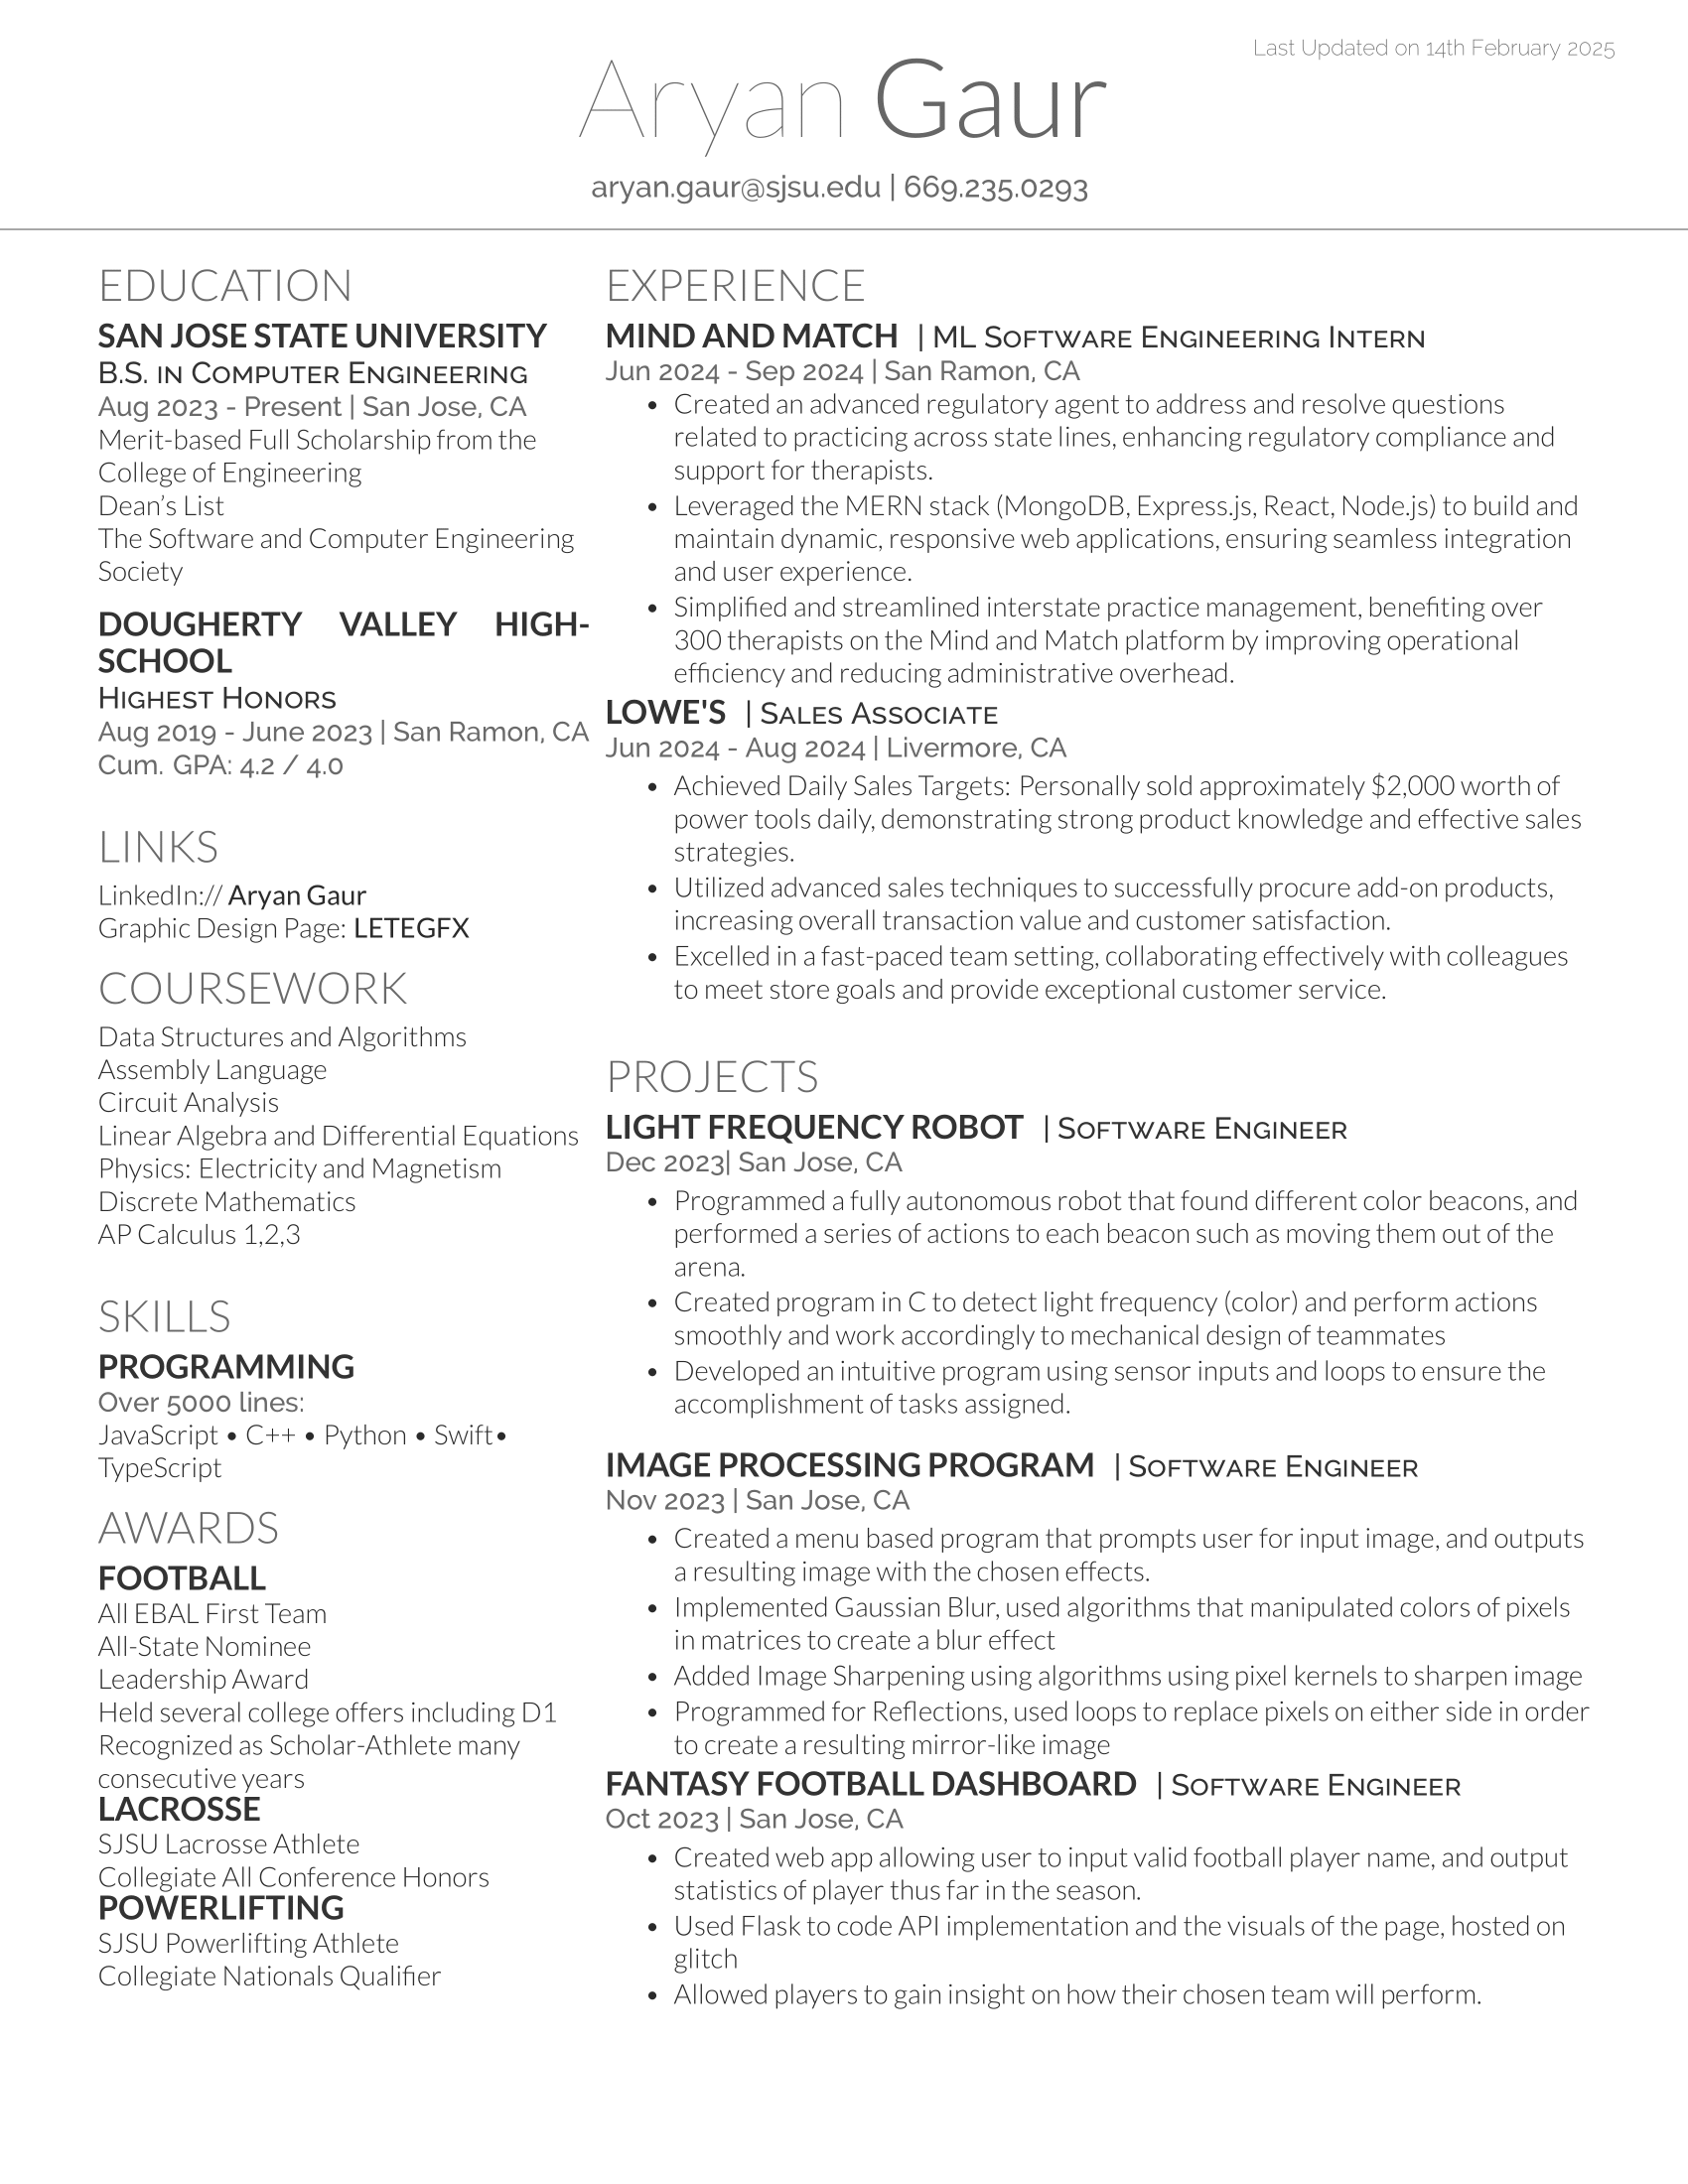 Last Updated on 14th February 2025
Aryan Gaur
aryan.gaur@sjsu.edu | 669.235.0293
EDUCATION
SAN JOSE STATE UNIVERSITY
B.S. in Computer Engineering
Aug 2023 - Present | San Jose, CA
Merit-based Full Scholarship from the
College of Engineering
Dean’s List
The Software and Computer Engineering
Society
DOUGHERTY VALLEY HIGH-
SCHOOL
Highest Honors
Aug 2019 - June 2023 | San Ramon, CA
Cum. GPA: 4.2 / 4.0
LINKS
LinkedIn:// Aryan Gaur
Graphic Design Page: LETEGFX
COURSEWORK
Data Structures and Algorithms
Assembly Language
Circuit Analysis
Linear Algebra and Differential Equations
Physics: Electricity and Magnetism
Discrete Mathematics
AP Calculus 1,2,3
SKILLS
PROGRAMMING
Over 5000 lines:
JavaScript • C++ • Python • Swift•
TypeScript
AWARDS
FOOTBALL
All EBAL First Team
All-State Nominee
Leadership Award
Held several college offers including D1
Recognized as Scholar-Athlete many
consecutive years
LACROSSE
SJSU Lacrosse Athlete
Collegiate All Conference Honors
POWERLIFTING
SJSU Powerlifting Athlete
Collegiate Nationals Qualifier
EXPERIENCE
MIND AND MATCH | ML Software Engineering Intern
Jun 2024 - Sep 2024 | San Ramon, CA
• Created an advanced regulatory agent to address and resolve questions
related to practicing across state lines, enhancing regulatory compliance and
support for therapists.
• Leveraged the MERN stack (MongoDB, Express.js, React, Node.js) to build and
maintain dynamic, responsive web applications, ensuring seamless integration
and user experience.
• Simplified and streamlined interstate practice management, benefiting over
300 therapists on the Mind and Match platform by improving operational
efficiency and reducing administrative overhead.
LOWE'S | Sales Associate
Jun 2024 - Aug 2024 | Livermore, CA
• Achieved Daily Sales Targets: Personally sold approximately $2,000 worth of
power tools daily, demonstrating strong product knowledge and effective sales
strategies.
• Utilized advanced sales techniques to successfully procure add-on products,
increasing overall transaction value and customer satisfaction.
• Excelled in a fast-paced team setting, collaborating effectively with colleagues
to meet store goals and provide exceptional customer service.
PROJECTS
LIGHT FREQUENCY ROBOT | Software Engineer
Dec 2023| San Jose, CA
• Programmed a fully autonomous robot that found different color beacons, and
performed a series of actions to each beacon such as moving them out of the
arena.
• Created program in C to detect light frequency (color) and perform actions
smoothly and work accordingly to mechanical design of teammates
• Developed an intuitive program using sensor inputs and loops to ensure the
accomplishment of tasks assigned.
IMAGE PROCESSING PROGRAM | Software Engineer
Nov 2023 | San Jose, CA
• Created a menu based program that prompts user for input image, and outputs
a resulting image with the chosen effects.
• Implemented Gaussian Blur, used algorithms that manipulated colors of pixels
in matrices to create a blur effect
• Added Image Sharpening using algorithms using pixel kernels to sharpen image
• Programmed for Reflections, used loops to replace pixels on either side in order
to create a resulting mirror-like image
FANTASY FOOTBALL DASHBOARD | Software Engineer
Oct 2023 | San Jose, CA
• Created web app allowing user to input valid football player name, and output
statistics of player thus far in the season.
• Used Flask to code API implementation and the visuals of the page, hosted on
glitch
• Allowed players to gain insight on how their chosen team will perform.